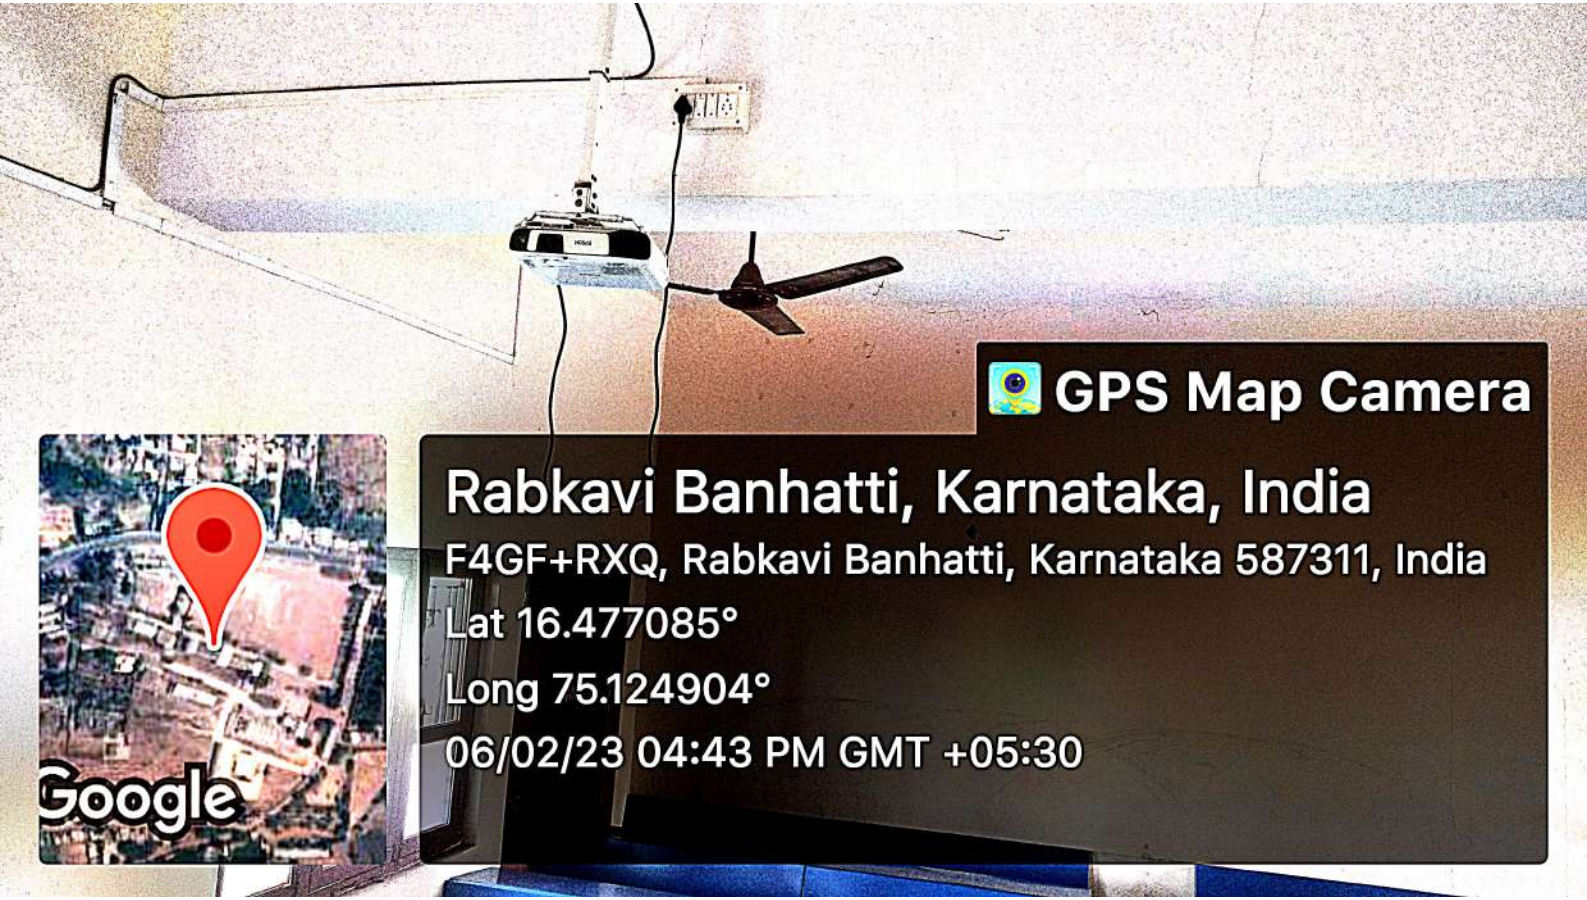 GPS Map Camera
Rabkavi Banhatti, Karnataka, India
F4GF+RXQ, Rabkavi Banhatti, Karnataka 587311, India
Lat 16.477085°
Long 75.124904°
06/02/23 04:43 PM GMT +05:30
Google